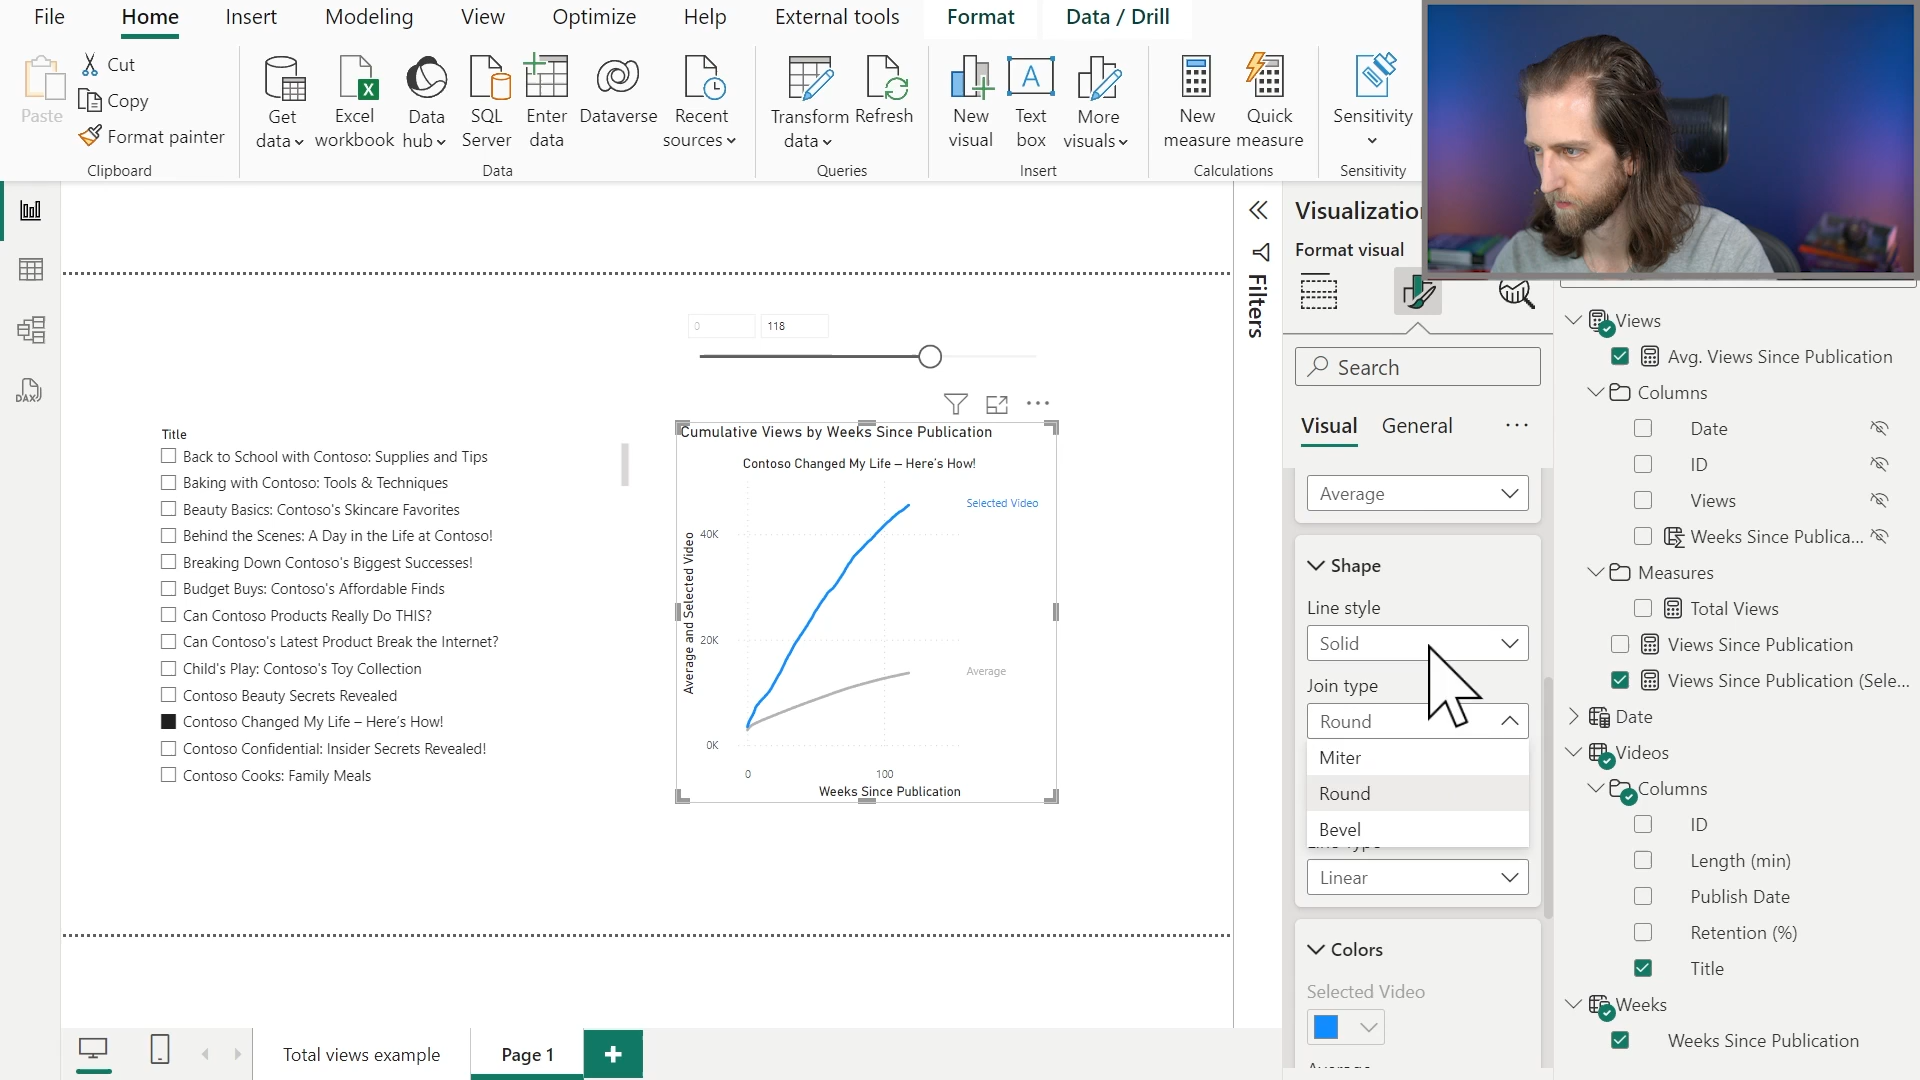 File Home Insert Modeling View Optimize Help External tools Format Data / Drill
Paste
Cut
Copy
Format painter
Clipboard
Get data
Excel workbook
Data hub
SQL Server
Enter data
Dataverse
Recent sources
Data
Transform data
Refresh
Queries
New visual
Text box
More visuals
Insert
New measure
Quick measure
Calculations
Sensitivity
Sensitivity
DAX
0 118
Title
Back to School with Contoso: Supplies and Tips
Baking with Contoso: Tools & Techniques
Beauty Basics: Contoso's Skincare Favorites
Behind the Scenes: A Day in the Life at Contoso!
Breaking Down Contoso's Biggest Successes!
Budget Buys: Contoso's Affordable Finds
Can Contoso Products Really Do THIS?
Can Contoso's Latest Product Break the Internet?
Child's Play: Contoso's Toy Collection
Contoso Beauty Secrets Revealed
Contoso Changed My Life – Here's How!
Contoso Confidential: Insider Secrets Revealed!
Contoso Cooks: Family Meals
Cumulative Views by Weeks Since Publication
Contoso Changed My Life – Here's How!
Selected Video
Average
Average and Selected Video
40K
20K
0K
0 100
Weeks Since Publication
Filters
Format visual
Search
Visual General
Average
Shape
Line style
Solid
Join type
Round
Miter
Round
Bevel
Linear
Colors
Selected Video
Views
Avg. Views Since Publication
Columns
Date
ID
Views
Weeks Since Publica...
Measures
Total Views
Views Since Publication
Views Since Publication (Sele...
Date
Videos
Columns
ID
Length (min)
Publish Date
Retention (%)
Title
Weeks
Weeks Since Publication
Total views example
Page 1